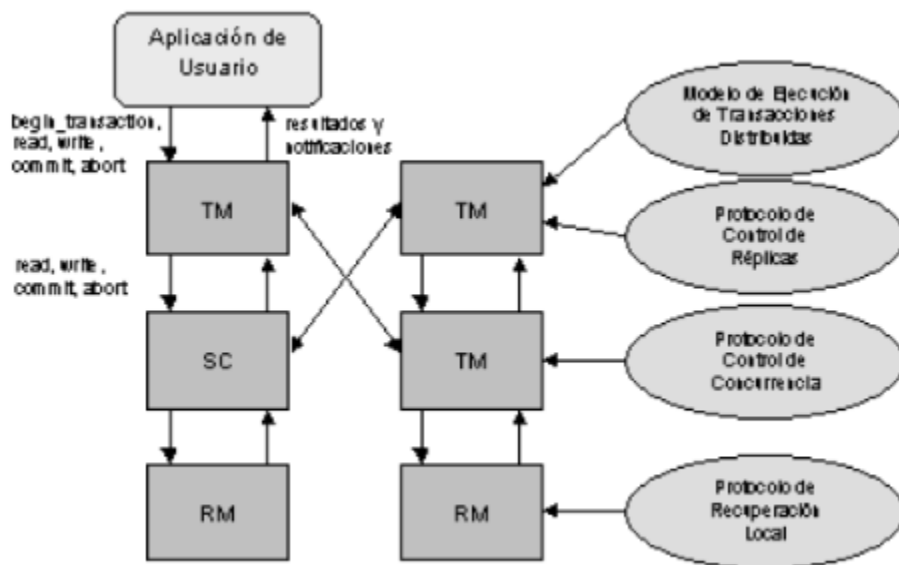 Aplicación de
Usuario
begin_transaction,
read, write,
commit, abort
resultados y
notificaciones
Modelo de Ejecución
de Transacciones
Distribuidas
TM
TM
Protocolo de
Control de
Réplicas
read, write,
commit, abort
SC
TM
Protocolo de
Control de
Concurrencia
RM
RM
Protocolo de
Recuperación
Local